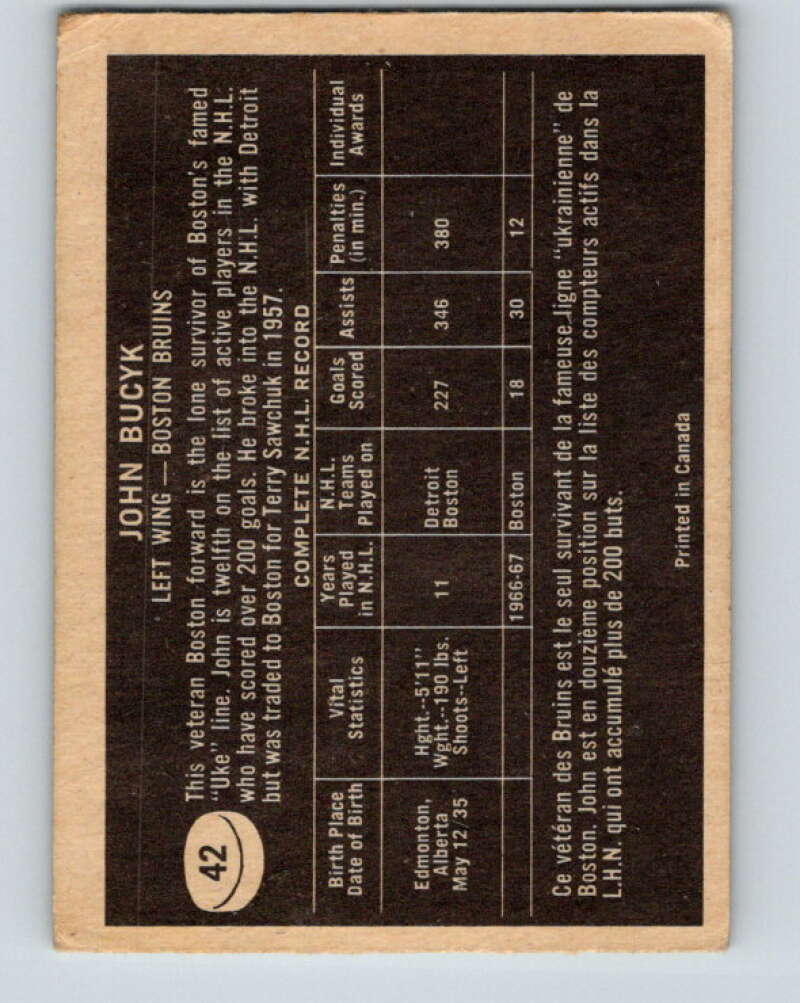 JOHN BUCYK
LEFT WING — BOSTON BRUINS
42
This veteran Boston forward is the lone survivor of Boston's famed
"Uke" line. John is twelfth on the list of active players in the N.H.L.
who have scored over 200 goals. He broke into the N.H.L. with Detroit
but was traded to Boston for Terry Sawchuk in 1957.
COMPLETE N.H.L. RECORD
Birth Place
Date of Birth
Vital
Statistics
Years
Played
in N.H.L.
N.H.L.
Teams
Played on
Goals
Scored
Assists
Penalties
(in min.)
Individual
Awards
Edmonton,
Alberta
May 12/35
Hght.--5'11"
Wght.--190 lbs.
Shoots--Left
11
Detroit
Boston
227
346
380
1966-67
Boston
18
30
12
Ce vétéran des Bruins est le seul survivant de la fameuse ligne "ukrainienne" de
Boston. John est en douzième position sur la liste des compteurs actifs dans la
L.H.N. qui ont accumulé plus de 200 buts.
Printed in Canada